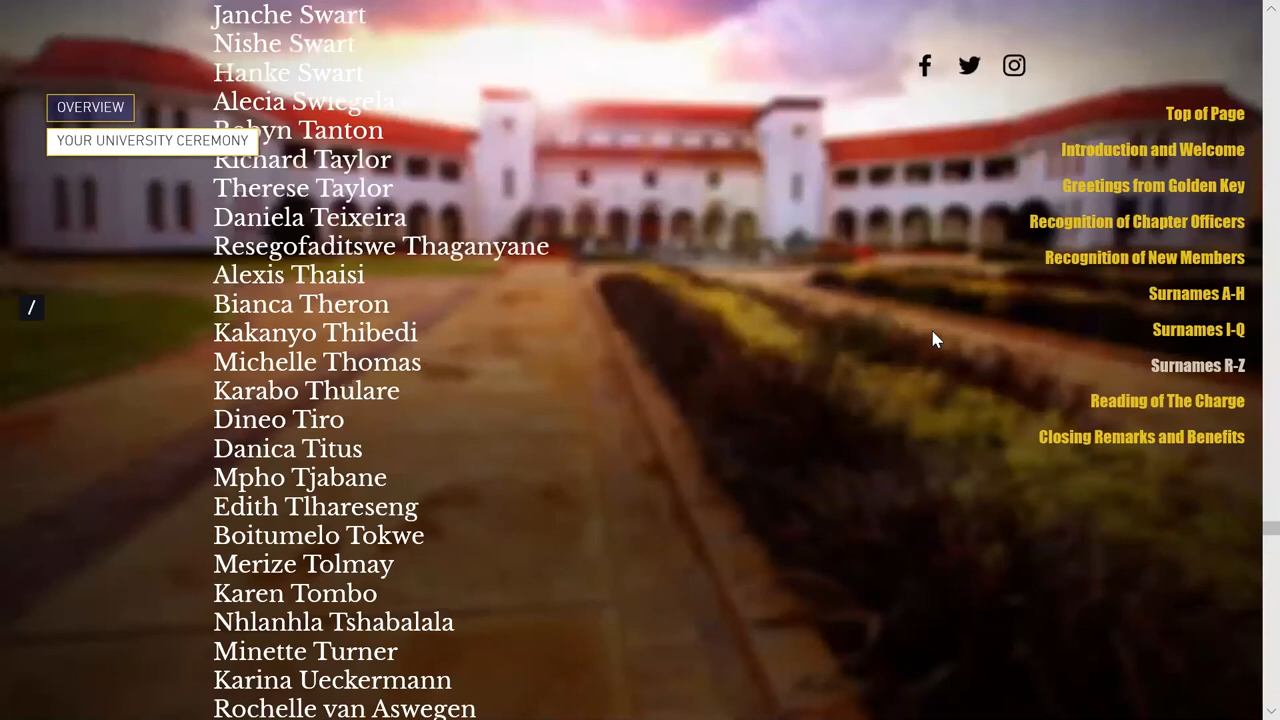 Janche Swart
Nishe Swart
Hanke Swart
Alecia Swiegela
OVERVIEW
Robyn Tanton
YOUR UNIVERSITY CEREMONY
Richard Taylor
Therese Taylor
Daniela Teixeira
Resegofaditswe Thaganyane
Alexis Thaisi
Bianca Theron
/
Kakanyo Thibedi
Michelle Thomas
Karabo Thulare
Dineo Tiro
Danica Titus
Mpho Tjabane
Edith Tlhareseng
Boitumelo Tokwe
Merize Tolmay
Karen Tombo
Nhlanhla Tshabalala
Minette Turner
Karina Ueckermann
Rochelle van Aswegen
Top of Page
Introduction and Welcome
Greetings from Golden Key
Recognition of Chapter Officers
Recognition of New Members
Surnames A-H
Surnames I-Q
Surnames R-Z
Reading of The Charge
Closing Remarks and Benefits